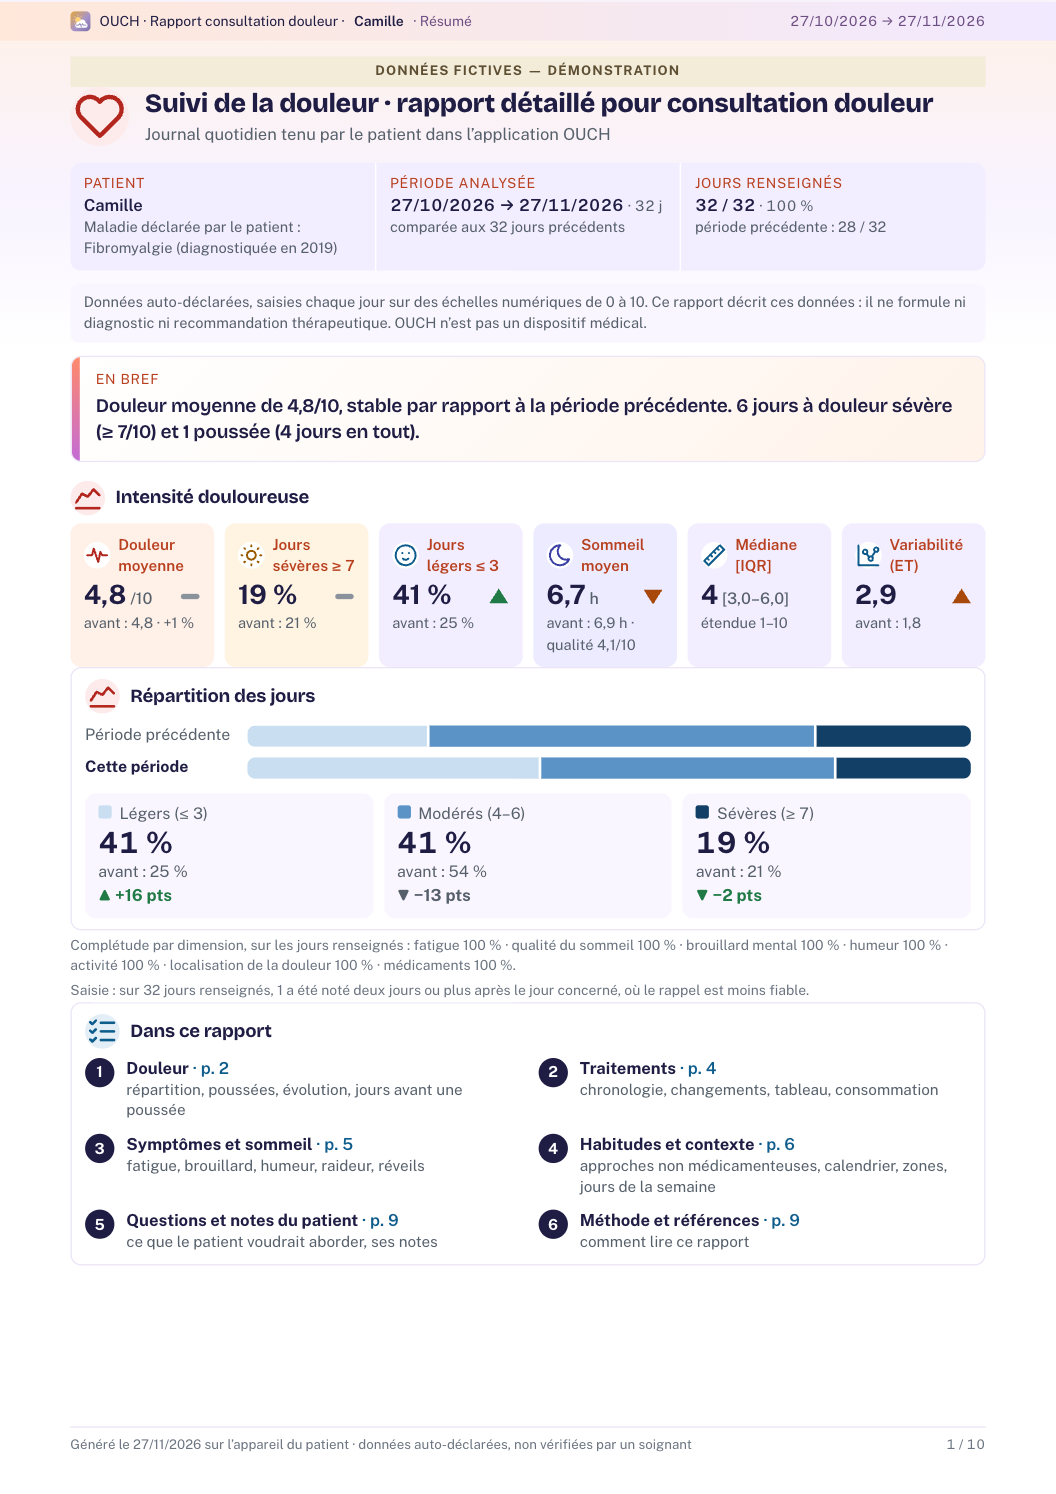 OUCH · Rapport consultation douleur · Camille · Résumé
27/10/2026 → 27/11/2026
DONNÉES FICTIVES — DÉMONSTRATION
Suivi de la douleur · rapport détaillé pour consultation douleur
Journal quotidien tenu par le patient dans l’application OUCH
PATIENT
Camille
Maladie déclarée par le patient :
Fibromyalgie (diagnostiquée en 2019)
PÉRIODE ANALYSÉE
27/10/2026 → 27/11/2026 · 32 j
comparée aux 32 jours précédents
JOURS RENSEIGNÉS
32 / 32 · 100 %
période précédente : 28 / 32
Données auto-déclarées, saisies chaque jour sur des échelles numériques de 0 à 10. Ce rapport décrit ces données : il ne formule ni
diagnostic ni recommandation thérapeutique. OUCH n’est pas un dispositif médical.
EN BREF
Douleur moyenne de 4,8/10, stable par rapport à la période précédente. 6 jours à douleur sévère
(≥ 7/10) et 1 poussée (4 jours en tout).
Intensité douloureuse
Douleur
moyenne
4,8 /10
avant : 4,8 · +1 %
Jours
sévères ≥ 7
19 %
avant : 21 %
Jours
légers ≤ 3
41 %
avant : 25 %
Sommeil
moyen
6,7 h
avant : 6,9 h ·
qualité 4,1/10
Médiane
[IQR]
4 [3,0–6,0]
étendue 1–10
Variabilité
(ET)
2,9
avant : 1,8
Répartition des jours
Période précédente
Cette période
Légers (≤ 3)
41 %
avant : 25 %
▲ +16 pts
Modérés (4–6)
41 %
avant : 54 %
▼ −13 pts
Sévères (≥ 7)
19 %
avant : 21 %
▼ −2 pts
Complétude par dimension, sur les jours renseignés : fatigue 100 % · qualité du sommeil 100 % · brouillard mental 100 % · humeur 100 % ·
activité 100 % · localisation de la douleur 100 % · médicaments 100 %.
Saisie : sur 32 jours renseignés, 1 a été noté deux jours ou plus après le jour concerné, où le rappel est moins fiable.
Dans ce rapport
1 Douleur · p. 2
répartition, poussées, évolution, jours avant une
poussée
2 Traitements · p. 4
chronologie, changements, tableau, consommation
3 Symptômes et sommeil · p. 5
fatigue, brouillard, humeur, raideur, réveils
4 Habitudes et contexte · p. 6
approches non médicamenteuses, calendrier, zones,
jours de la semaine
5 Questions et notes du patient · p. 9
ce que le patient voudrait aborder, ses notes
6 Méthode et références · p. 9
comment lire ce rapport
Généré le 27/11/2026 sur l’appareil du patient · données auto-déclarées, non vérifiées par un soignant
1 / 10